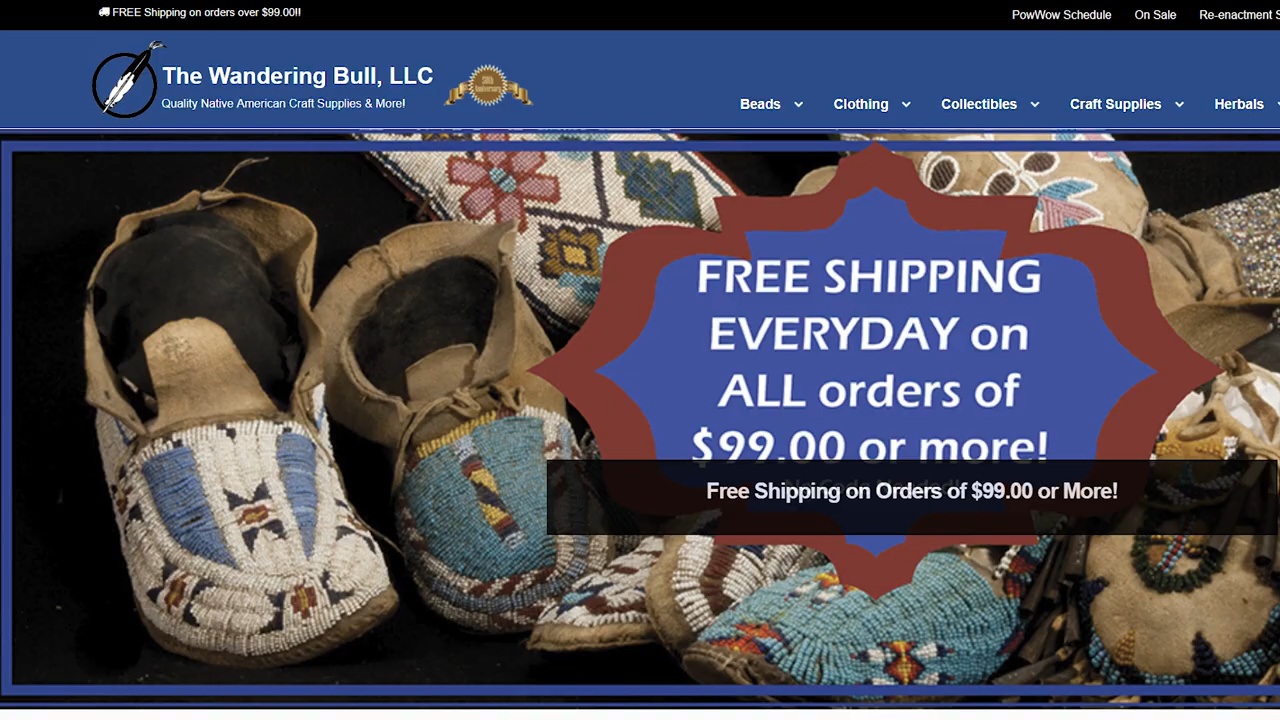 FREE Shipping on orders over $99.00!!
PowWow Schedule
On Sale
Re-enactment
The Wandering Bull, LLC
Quality Native American Craft Supplies & More!
Beads
Clothing
Collectibles
Craft Supplies
Herbals
FREE SHIPPING
EVERYDAY on
ALL orders of
$99.00 or more!
Free Shipping on Orders of $99.00 or More!